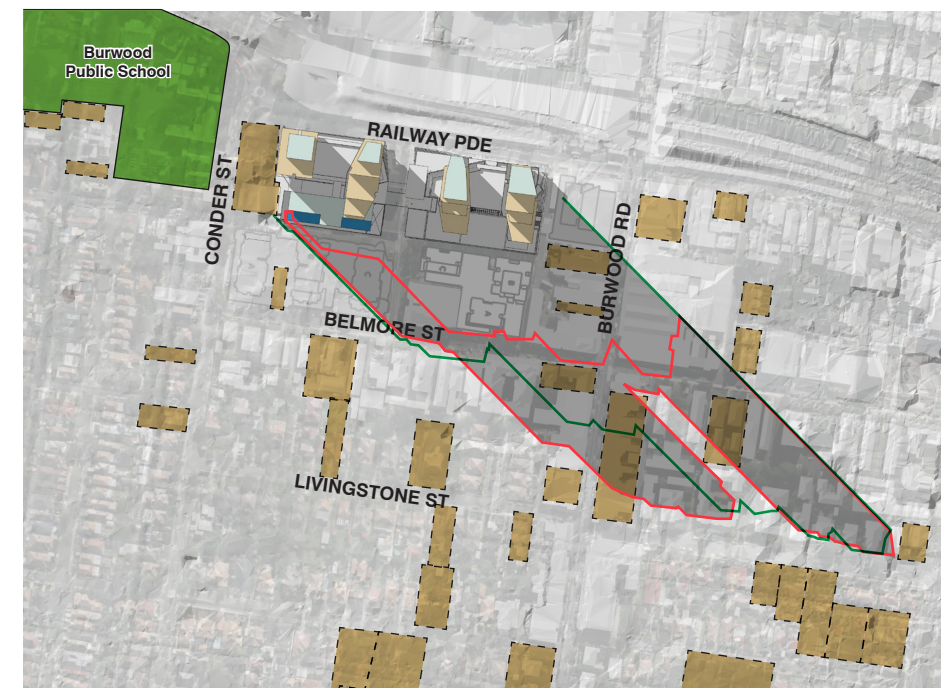 Burwood
Public School
RAILWAY PDE
CONDER ST
BURWOOD RD
BELMORE ST
LIVINGSTONE ST